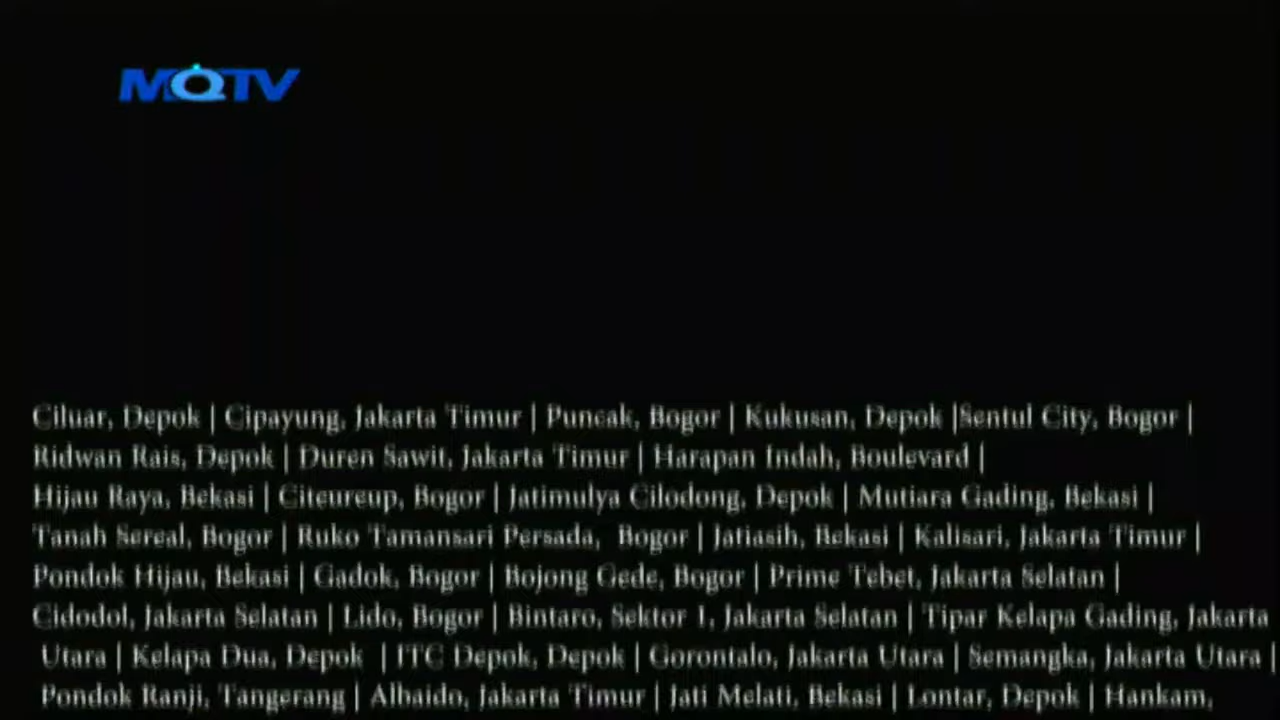 MQTV
Ciluar, Depok | Cipayung, Jakarta Timur | Puncak, Bogor | Kukusan, Depok |Sentul City, Bogor |
Ridwan Rais, Depok | Duren Sawit, Jakarta Timur | Harapan Indah, Boulevard |
Hijau Raya, Bekasi | Citeureup, Bogor | Jatimulya Cilodong, Depok | Mutiara Gading, Bekasi |
Tanah Sereal, Bogor | Ruko Tamansari Persada,  Bogor | Jatiasih, Bekasi | Kalisari, Jakarta Timur |
Pondok Hijau, Bekasi | Gadok, Bogor | Bojong Gede, Bogor | Prime Tebet, Jakarta Selatan |
Cidodol, Jakarta Selatan | Lido, Bogor | Bintaro, Sektor 1, Jakarta Selatan | Tipar Kelapa Gading, Jakarta
Utara | Kelapa Dua, Depok  | ITC Depok, Depok | Gorontalo, Jakarta Utara | Semangka, Jakarta Utara |
Pondok Ranji, Tangerang | Albaido, Jakarta Timur | Jati Melati, Bekasi | Lontar, Depok | Hankam,